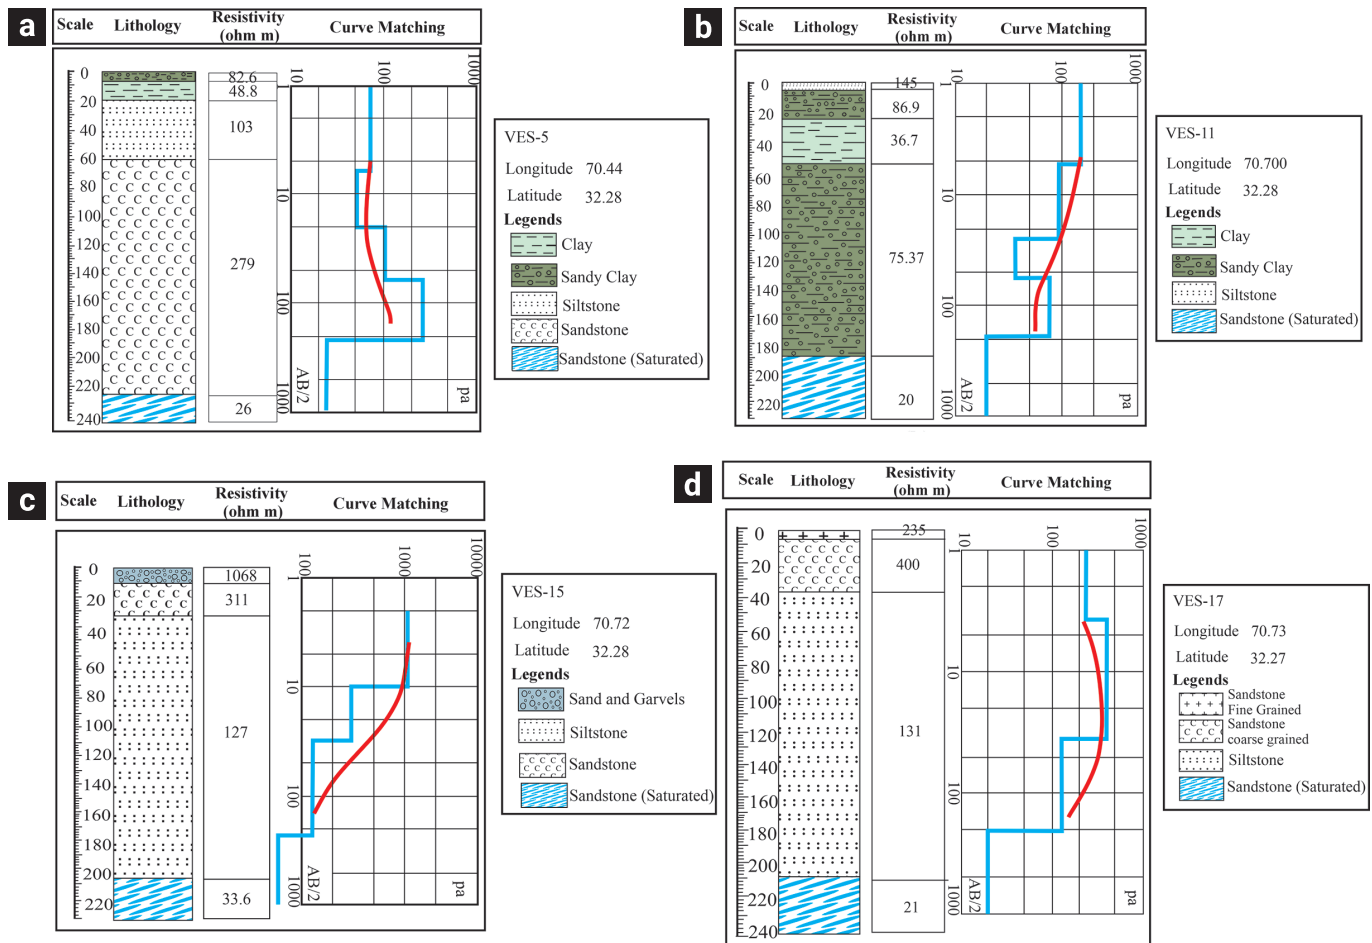 a
Scale Lithology Resistivity (ohm m) Curve Matching
0
20
40
60
80
100
120
140
160
180
200
220
240
82.6
48.8
103
279
26
10 100 1000
1
10
100
1000
AB/2
pa
VES-5
Longitude 70.44
Latitude 32.28
Legends
Clay
Sandy Clay
Siltstone
Sandstone
Sandstone (Saturated)
b
Scale Lithology Resistivity (ohm m) Curve Matching
0
20
40
60
80
100
120
140
160
180
200
220
145
86.9
36.7
75.37
20
10 100 1000
1
10
100
1000
AB/2
pa
VES-11
Longitude 70.700
Latitude 32.28
Legends
Clay
Sandy Clay
Siltstone
Sandstone (Saturated)
c
Scale Lithology Resistivity (ohm m) Curve Matching
0
20
40
60
80
100
120
140
160
180
200
220
1068
311
127
33.6
100 1000 10000
1
10
100
1000
AB/2
pa
VES-15
Longitude 70.72
Latitude 32.28
Legends
Sand and Garvels
Siltstone
Sandstone
Sandstone (Saturated)
d
Scale Lithology Resistivity (ohm m) Curve Matching
0
20
40
60
80
100
120
140
160
180
200
220
240
235
400
131
21
10 100 1000
1
10
100
1000
AB/2
pa
VES-17
Longitude 70.73
Latitude 32.27
Legends
Sandstone
Fine Grained
Sandstone
coarse grained
Siltstone
Sandstone (Saturated)